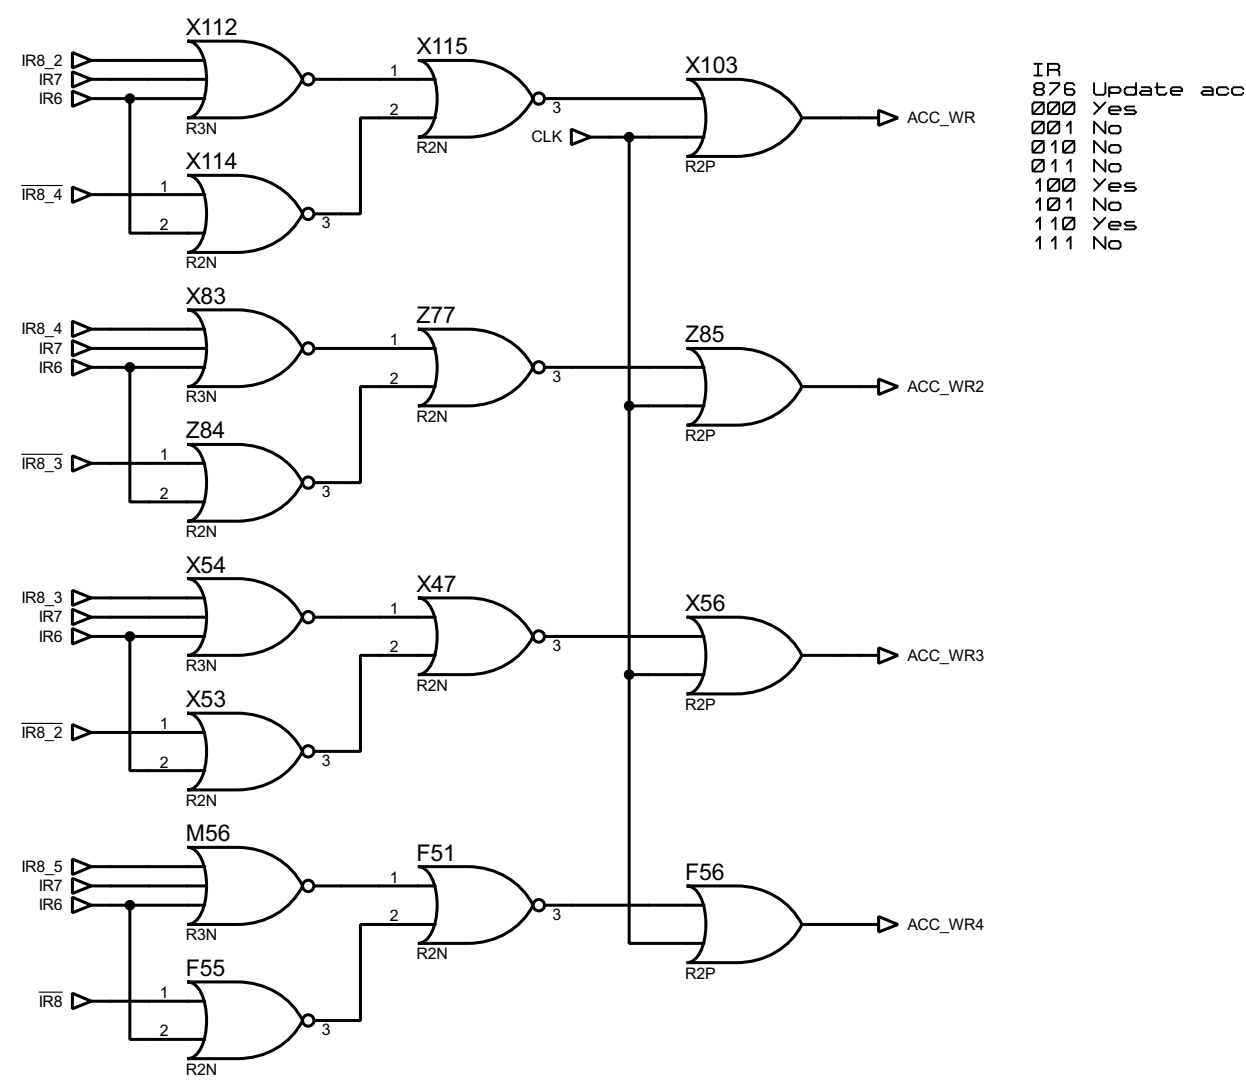 X112
IR8_2
IR7
IR6
R3N
X114
IR8_4
1
2
3
R2N
X115
1
2
3
R2N
CLK
X103
R2P
ACC_WR
IR
876 Update acc
000 Yes
001 No
010 No
011 No
100 Yes
101 No
110 Yes
111 No
X83
IR8_4
IR7
IR6
R3N
Z84
IR8_3
1
2
3
R2N
Z77
1
2
3
R2N
Z85
R2P
ACC_WR2
X54
IR8_3
IR7
IR6
R3N
X53
IR8_2
1
2
3
R2N
X47
1
2
3
R2N
X56
R2P
ACC_WR3
M56
IR8_5
IR7
IR6
R3N
F55
IR8
1
2
3
R2N
F51
1
2
3
R2N
F56
R2P
ACC_WR4